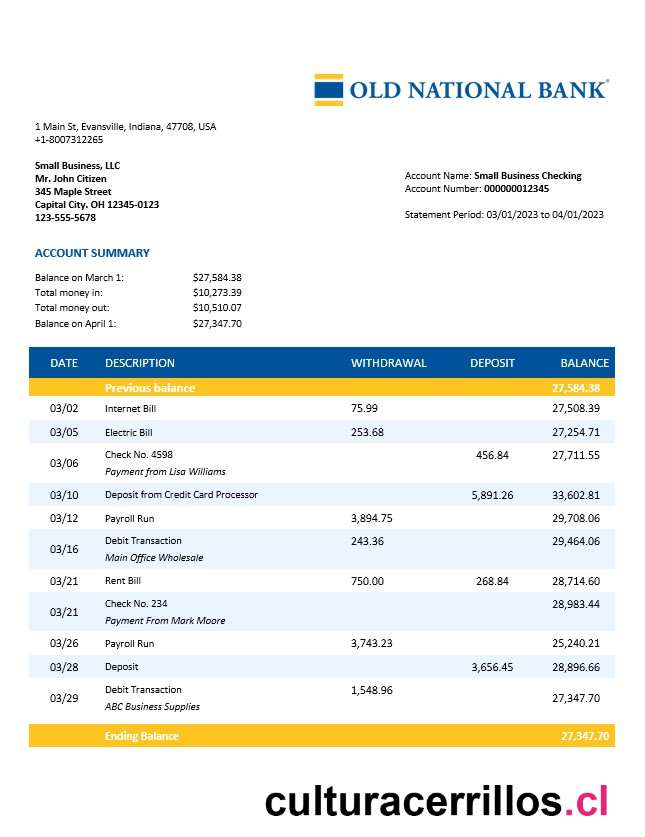 OLD NATIONAL BANK®
1 Main St, Evansville, Indiana, 47708, USA
+1-8007312265
Small Business, LLC
Mr. John Citizen
345 Maple Street
Capital City. OH 12345-0123
123-555-5678
Account Name: Small Business Checking
Account Number: 000000012345
Statement Period: 03/01/2023 to 04/01/2023
ACCOUNT SUMMARY
Balance on March 1: $27,584.38
Total money in: $10,273.39
Total money out: $10,510.07
Balance on April 1: $27,347.70
DATE DESCRIPTION WITHDRAWAL DEPOSIT BALANCE
Previous balance 27,584.38
03/02 Internet Bill 75.99 27,508.39
03/05 Electric Bill 253.68 27,254.71
03/06 Check No. 4598 456.84 27,711.55
Payment from Lisa Williams
03/10 Deposit from Credit Card Processor 5,891.26 33,602.81
03/12 Payroll Run 3,894.75 29,708.06
03/16 Debit Transaction 243.36 29,464.06
Main Office Wholesale
03/21 Rent Bill 750.00 268.84 28,714.60
03/21 Check No. 234 28,983.44
Payment From Mark Moore
03/26 Payroll Run 3,743.23 25,240.21
03/28 Deposit 3,656.45 28,896.66
03/29 Debit Transaction 1,548.96 27,347.70
ABC Business Supplies
Ending Balance 27,347.70
culturacerrillos.cl